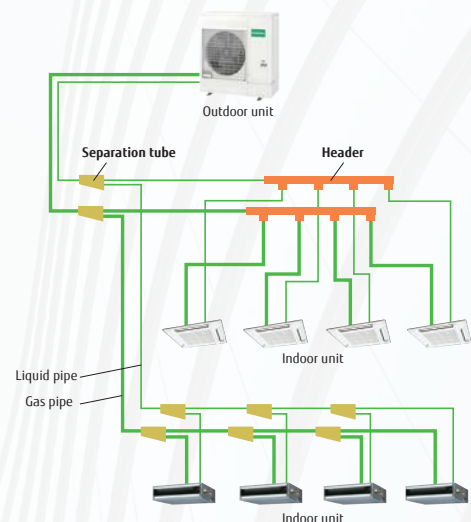 Outdoor unit
Separation tube
Header
Indoor unit
Liquid pipe
Gas pipe
Indoor unit